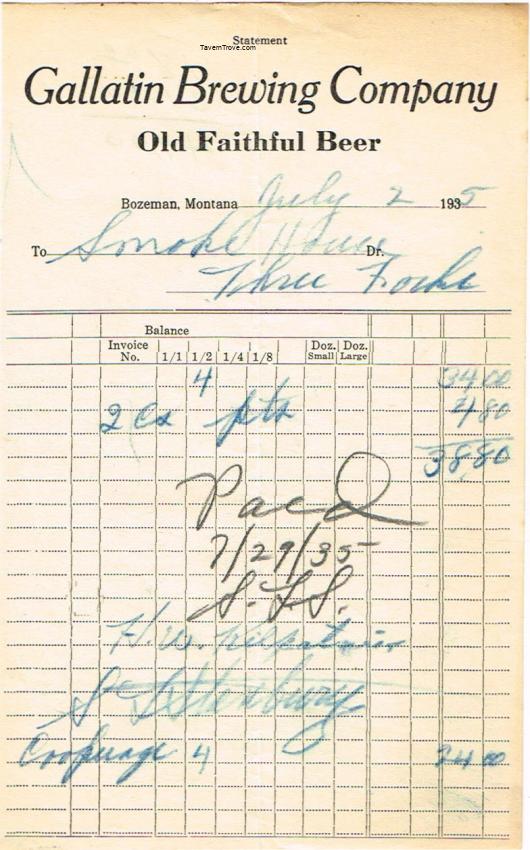 Statement
TavernTrove.com
Gallatin Brewing Company
Old Faithful Beer
Bozeman, Montana July 2 1935
To Smoke House Dr.
Three Forks
Balance
Invoice No. 1/1 1/2 1/4 1/8 Doz. Small Doz. Large
4 34 00
2 Cs pts 4 80
38 80
Paid
7/29/35
S.
H.W.
S
Cooperage 4 24 00